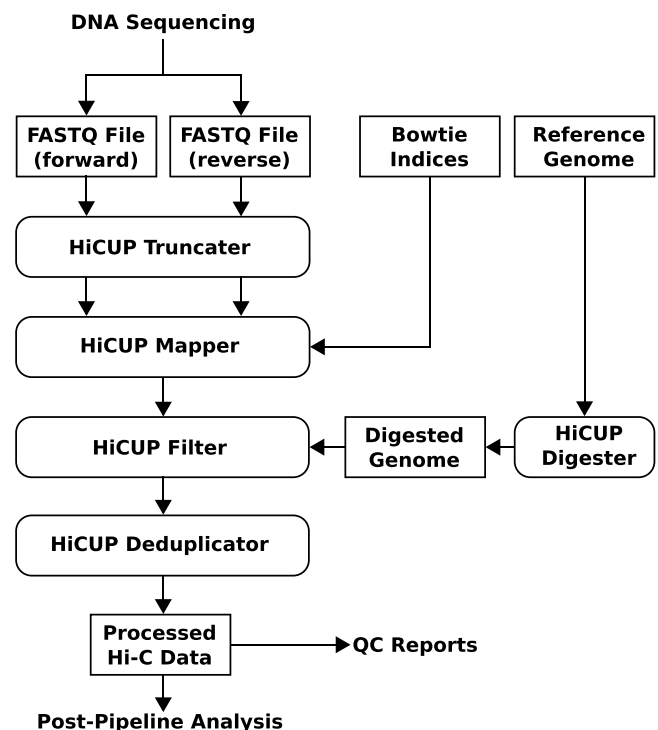 DNA Sequencing
FASTQ File
(forward)
FASTQ File
(reverse)
Bowtie
Indices
Reference
Genome
HiCUP Truncater
HiCUP Mapper
HiCUP Filter
Digested
Genome
HiCUP
Digester
HiCUP Deduplicator
Processed
Hi-C Data
QC Reports
Post-Pipeline Analysis